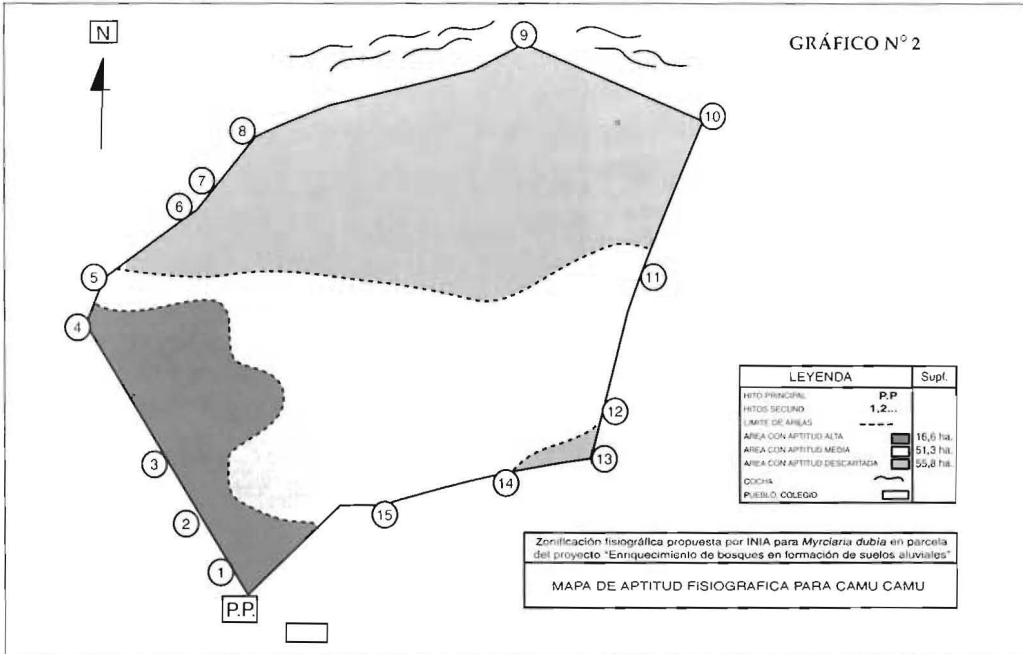 N
GRÁFICO N° 2
9
10
8
7
6
5
11
4
LEYENDA Supf.
HITO PRINCIPAL P.P
HITOS SECUND 1,2...
LIMITE DE AREAS
AREA CON APTITUD ALTA 16,6 ha.
AREA CON APTITUD MEDIA 51,3 ha.
AREA CON APTITUD DESCARTADA 55,8 ha.
COCHA
PUEBLO, COLEGIO
12
13
3
14
15
2
1
P.P.
Zonificación fisiográfica propuesta por INIA para Myrciaria dubia en parcela
del proyecto "Enriquecimiento de bosques en formación de suelos aluviales"
MAPA DE APTITUD FISIOGRAFICA PARA CAMU CAMU